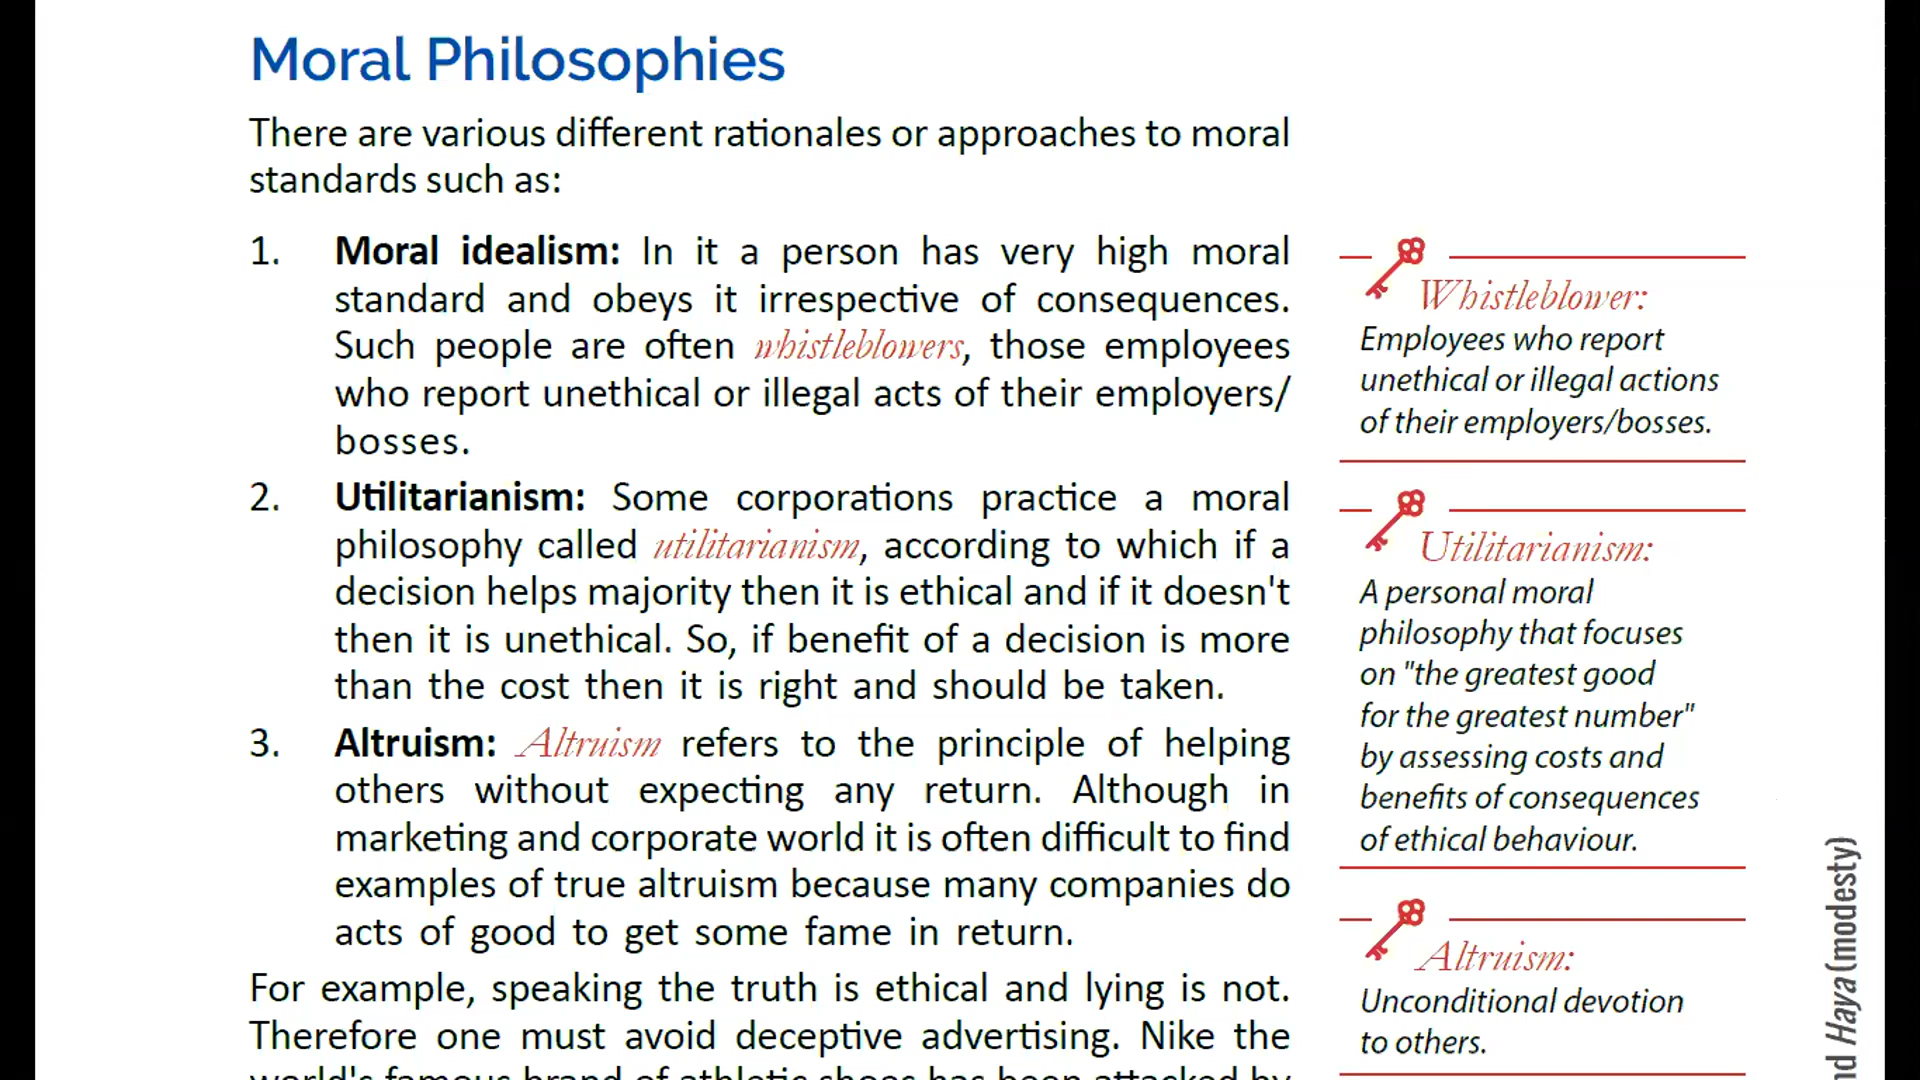 Moral Philosophies
There are various different rationales or approaches to moral
standards such as:
1. Moral idealism: In it a person has very high moral
standard and obeys it irrespective of consequences.
Such people are often whistleblowers, those employees
who report unethical or illegal acts of their employers/
bosses.
2. Utilitarianism: Some corporations practice a moral
philosophy called utilitarianism, according to which if a
decision helps majority then it is ethical and if it doesn't
then it is unethical. So, if benefit of a decision is more
than the cost then it is right and should be taken.
3. Altruism: Altruism refers to the principle of helping
others without expecting any return. Although in
marketing and corporate world it is often difficult to find
examples of true altruism because many companies do
acts of good to get some fame in return.
For example, speaking the truth is ethical and lying is not.
Therefore one must avoid deceptive advertising. Nike the
world's famous brand of athletic shoes has been attacked by
Whistleblower:
Employees who report
unethical or illegal actions
of their employers/bosses.
Utilitarianism:
A personal moral
philosophy that focuses
on "the greatest good
for the greatest number"
by assessing costs and
benefits of consequences
of ethical behaviour.
Altruism:
Unconditional devotion
to others.
Haya (modesty)